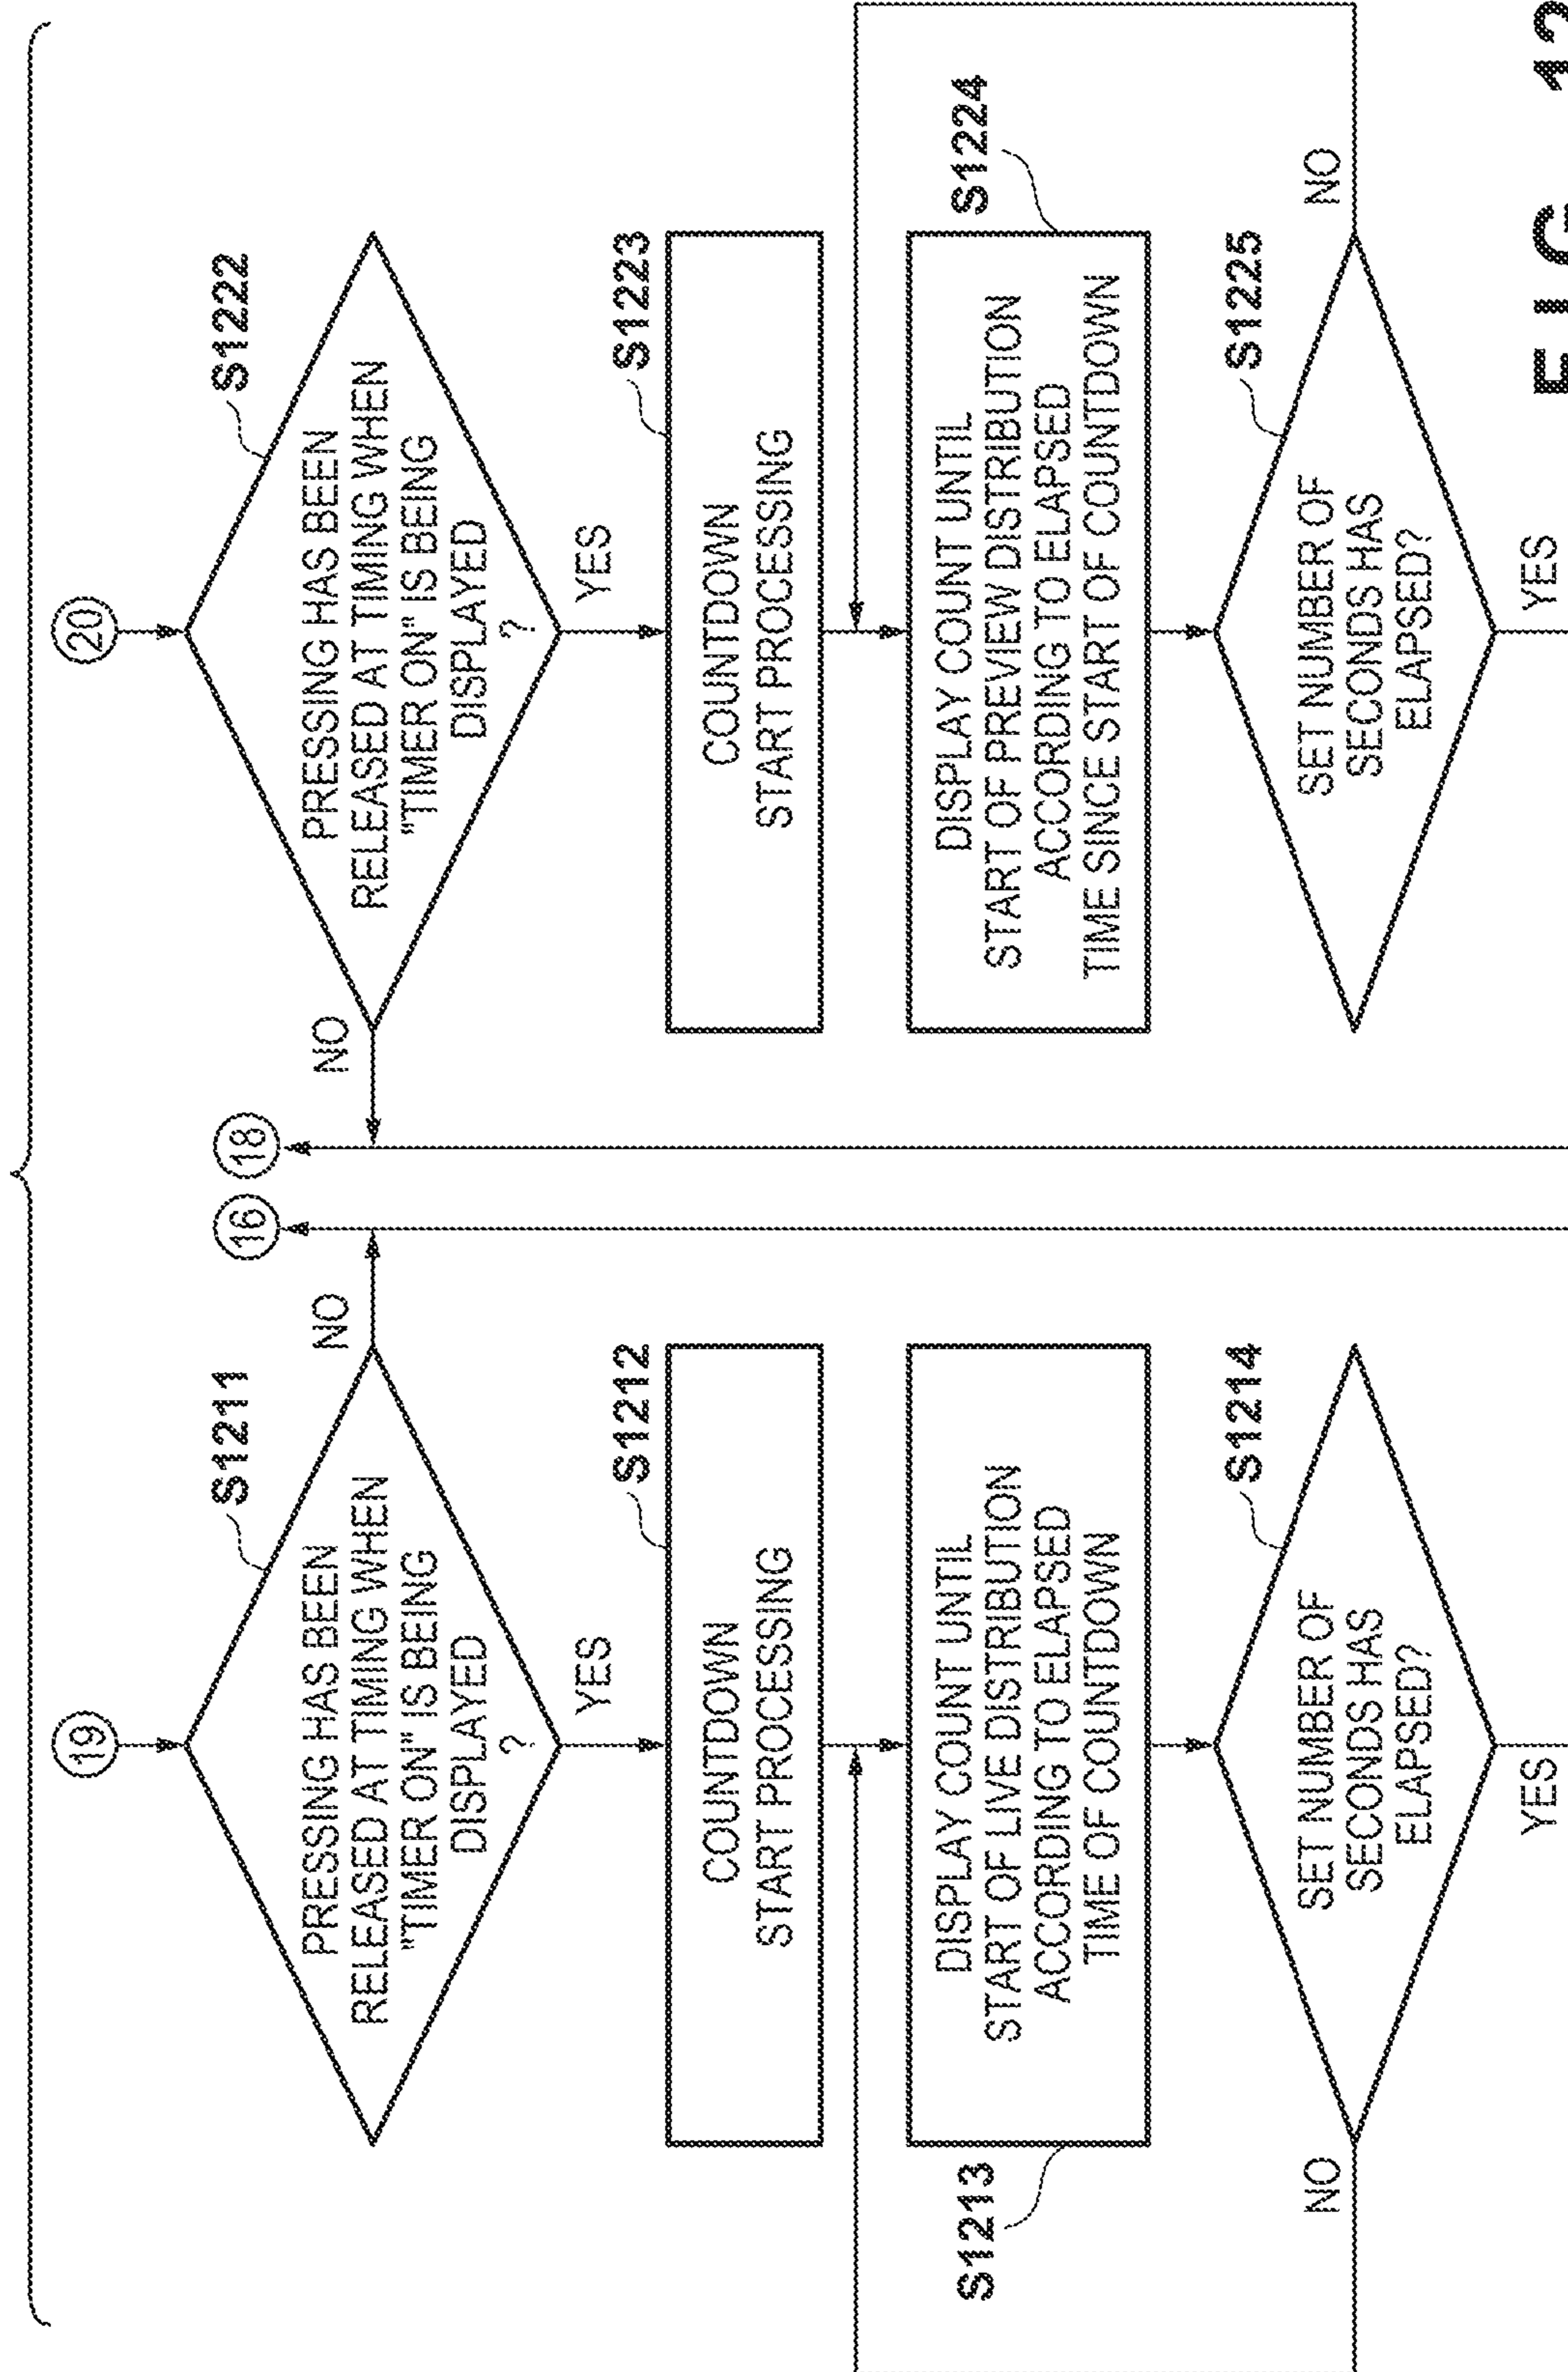 19
PRESSING HAS BEEN
RELEASED AT TIMING WHEN
"TIMER ON" IS BEING
DISPLAYED
?
S1211
NO
16
YES
COUNTDOWN
START PROCESSING
S1212
DISPLAY COUNT UNTIL
START OF LIVE DISTRIBUTION
ACCORDING TO ELAPSED
TIME OF COUNTDOWN
S1213
SET NUMBER OF
SECONDS HAS
ELAPSED?
S1214
NO
YES
20
PRESSING HAS BEEN
RELEASED AT TIMING WHEN
"TIMER ON" IS BEING
DISPLAYED
?
S1222
NO
18
YES
COUNTDOWN
START PROCESSING
S1223
DISPLAY COUNT UNTIL
START OF PREVIEW DISTRIBUTION
ACCORDING TO ELAPSED
TIME SINCE START OF COUNTDOWN
S1224
SET NUMBER OF
SECONDS HAS
ELAPSED?
S1225
NO
YES